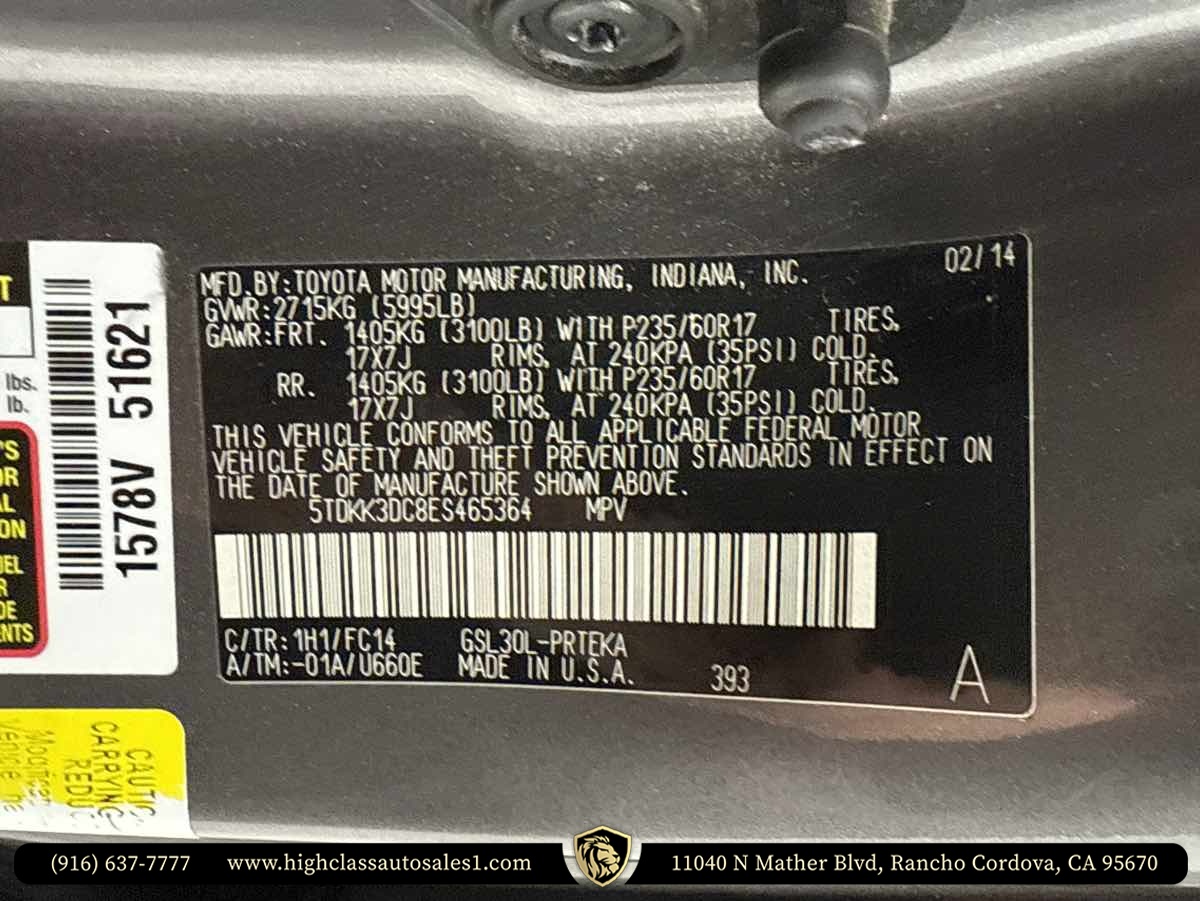 MFD.BY:TOYOTA MOTOR MANUFACTURING, INDIANA, INC. 02/14
GVWR:2715KG (5995LB)
GAWR:FRT. 1405KG (3100LB) WITH P235/60R17 TIRES,
17X7J RIMS, AT 240KPA (35PSI) COLD.
RR. 1405KG (3100LB) WITH P235/60R17 TIRES,
17X7J RIMS, AT 240KPA (35PSI) COLD.
THIS VEHICLE CONFORMS TO ALL APPLICABLE FEDERAL MOTOR
VEHICLE SAFETY AND THEFT PREVENTION STANDARDS IN EFFECT ON
THE DATE OF MANUFACTURE SHOWN ABOVE.
5TDKK3DC8ES465364 MPV
C/TR:1H1/FC14 GSL30L-PRTEKA
A/TM:-01A/U660E MADE IN U.S.A. 393 A
1578V 51621
lbs.
lb.
CARRYING
(916) 637-7777 www.highclassautosales1.com 11040 N Mather Blvd, Rancho Cordova, CA 95670